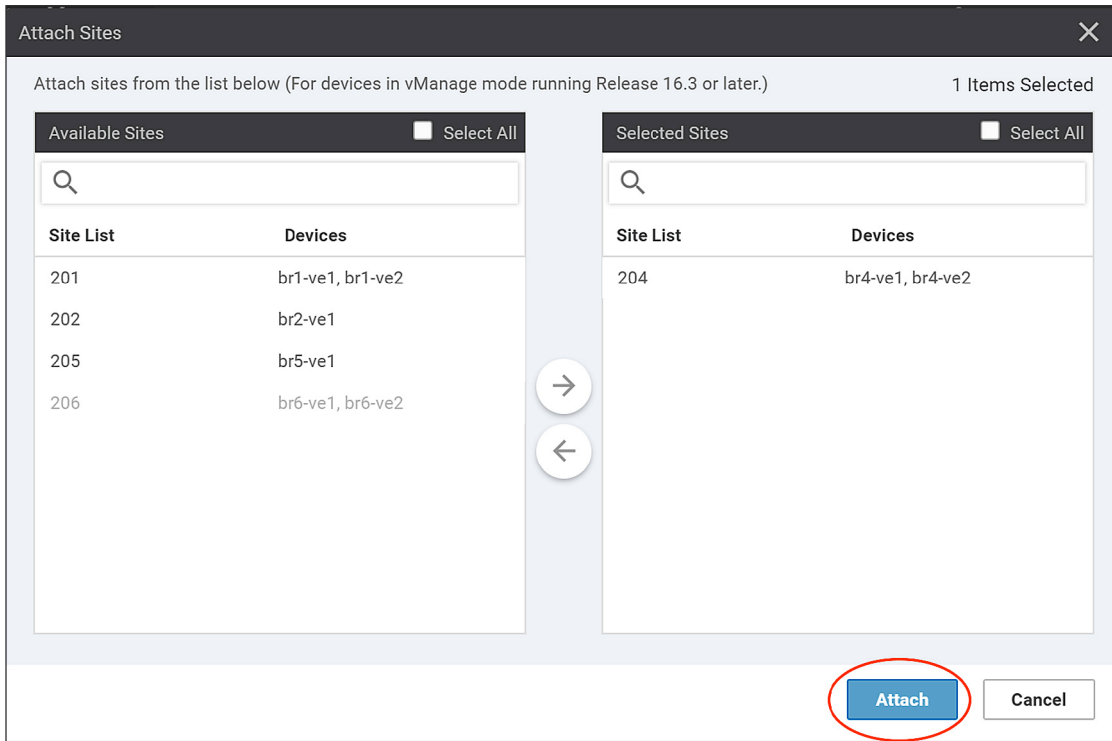 Attach Sites
Attach sites from the list below (For devices in vManage mode running Release 16.3 or later.)
1 Items Selected
Available Sites
Select All
Site List Devices
201 br1-ve1, br1-ve2
202 br2-ve1
205 br5-ve1
206 br6-ve1, br6-ve2
Selected Sites
Select All
Site List Devices
204 br4-ve1, br4-ve2
Attach
Cancel